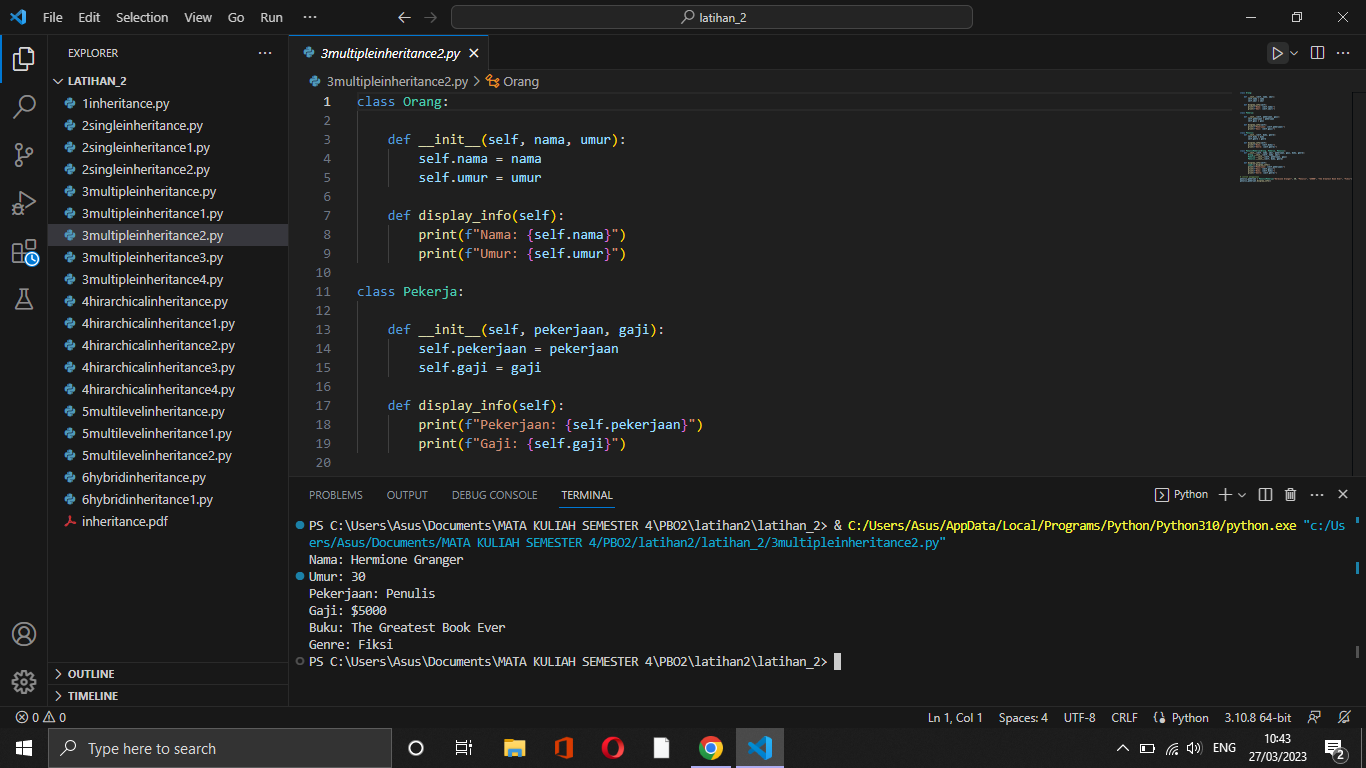 File Edit Selection View Go Run ··· latihan_2
EXPLORER ···
LATIHAN_2
1inheritance.py
2singleinheritance.py
2singleinheritance1.py
2singleinheritance2.py
3multipleinheritance.py
3multipleinheritance1.py
3multipleinheritance2.py
3multipleinheritance3.py
3multipleinheritance4.py
4hirarchicalinheritance.py
4hirarchicalinheritance1.py
4hirarchicalinheritance2.py
4hirarchicalinheritance3.py
4hirarchicalinheritance4.py
5multilevelinheritance.py
5multilevelinheritance1.py
5multilevelinheritance2.py
6hybridinheritance.py
6hybridinheritance1.py
inheritance.pdf
OUTLINE
TIMELINE
3multipleinheritance2.py
3multipleinheritance2.py > Orang
1 class Orang:
2
3     def __init__(self, nama, umur):
4         self.nama = nama
5         self.umur = umur
6
7     def display_info(self):
8         print(f"Nama: {self.nama}")
9         print(f"Umur: {self.umur}")
10
11 class Pekerja:
12
13     def __init__(self, pekerjaan, gaji):
14         self.pekerjaan = pekerjaan
15         self.gaji = gaji
16
17     def display_info(self):
18         print(f"Pekerjaan: {self.pekerjaan}")
19         print(f"Gaji: {self.gaji}")
20
PROBLEMS OUTPUT DEBUG CONSOLE TERMINAL Python
PS C:\Users\Asus\Documents\MATA KULIAH SEMESTER 4\PBO2\latihan2\latihan_2> & C:/Users/Asus/AppData/Local/Programs/Python/Python310/python.exe "c:/Us
ers/Asus/Documents/MATA KULIAH SEMESTER 4/PBO2/latihan2/latihan_2/3multipleinheritance2.py"
Nama: Hermione Granger
Umur: 30
Pekerjaan: Penulis
Gaji: $5000
Buku: The Greatest Book Ever
Genre: Fiksi
PS C:\Users\Asus\Documents\MATA KULIAH SEMESTER 4\PBO2\latihan2\latihan_2>
0 0 Ln 1, Col 1 Spaces: 4 UTF-8 CRLF Python 3.10.8 64-bit
Type here to search ENG 10:43
27/03/2023 2